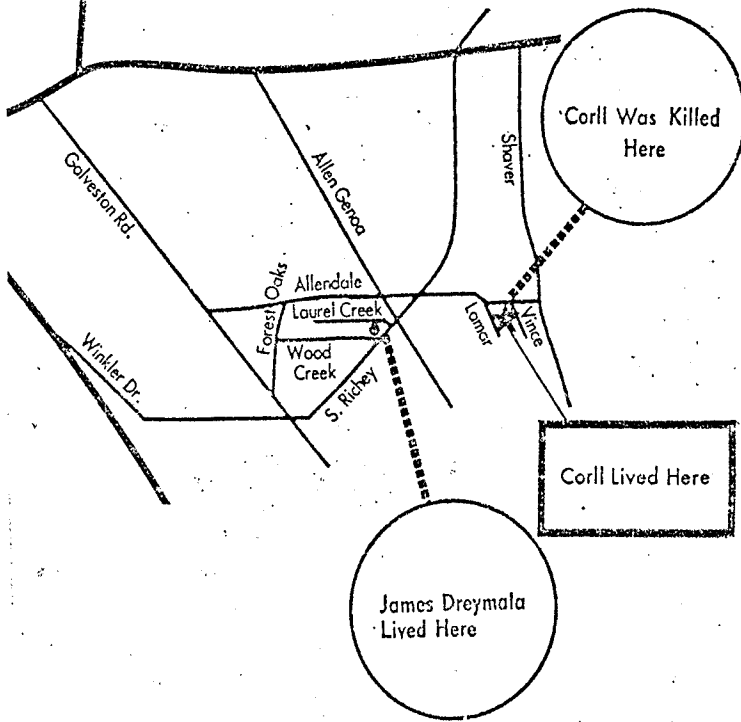 Corll Was Killed
Here
Shaver
Galveston Rd.
Allen Genoa
Forest Oaks
Allendale
Laurel Creek
Lamar
Vince
Winkler Dr.
Wood
Creek
S. Richey
Corll Lived Here
James Dreymala
Lived Here